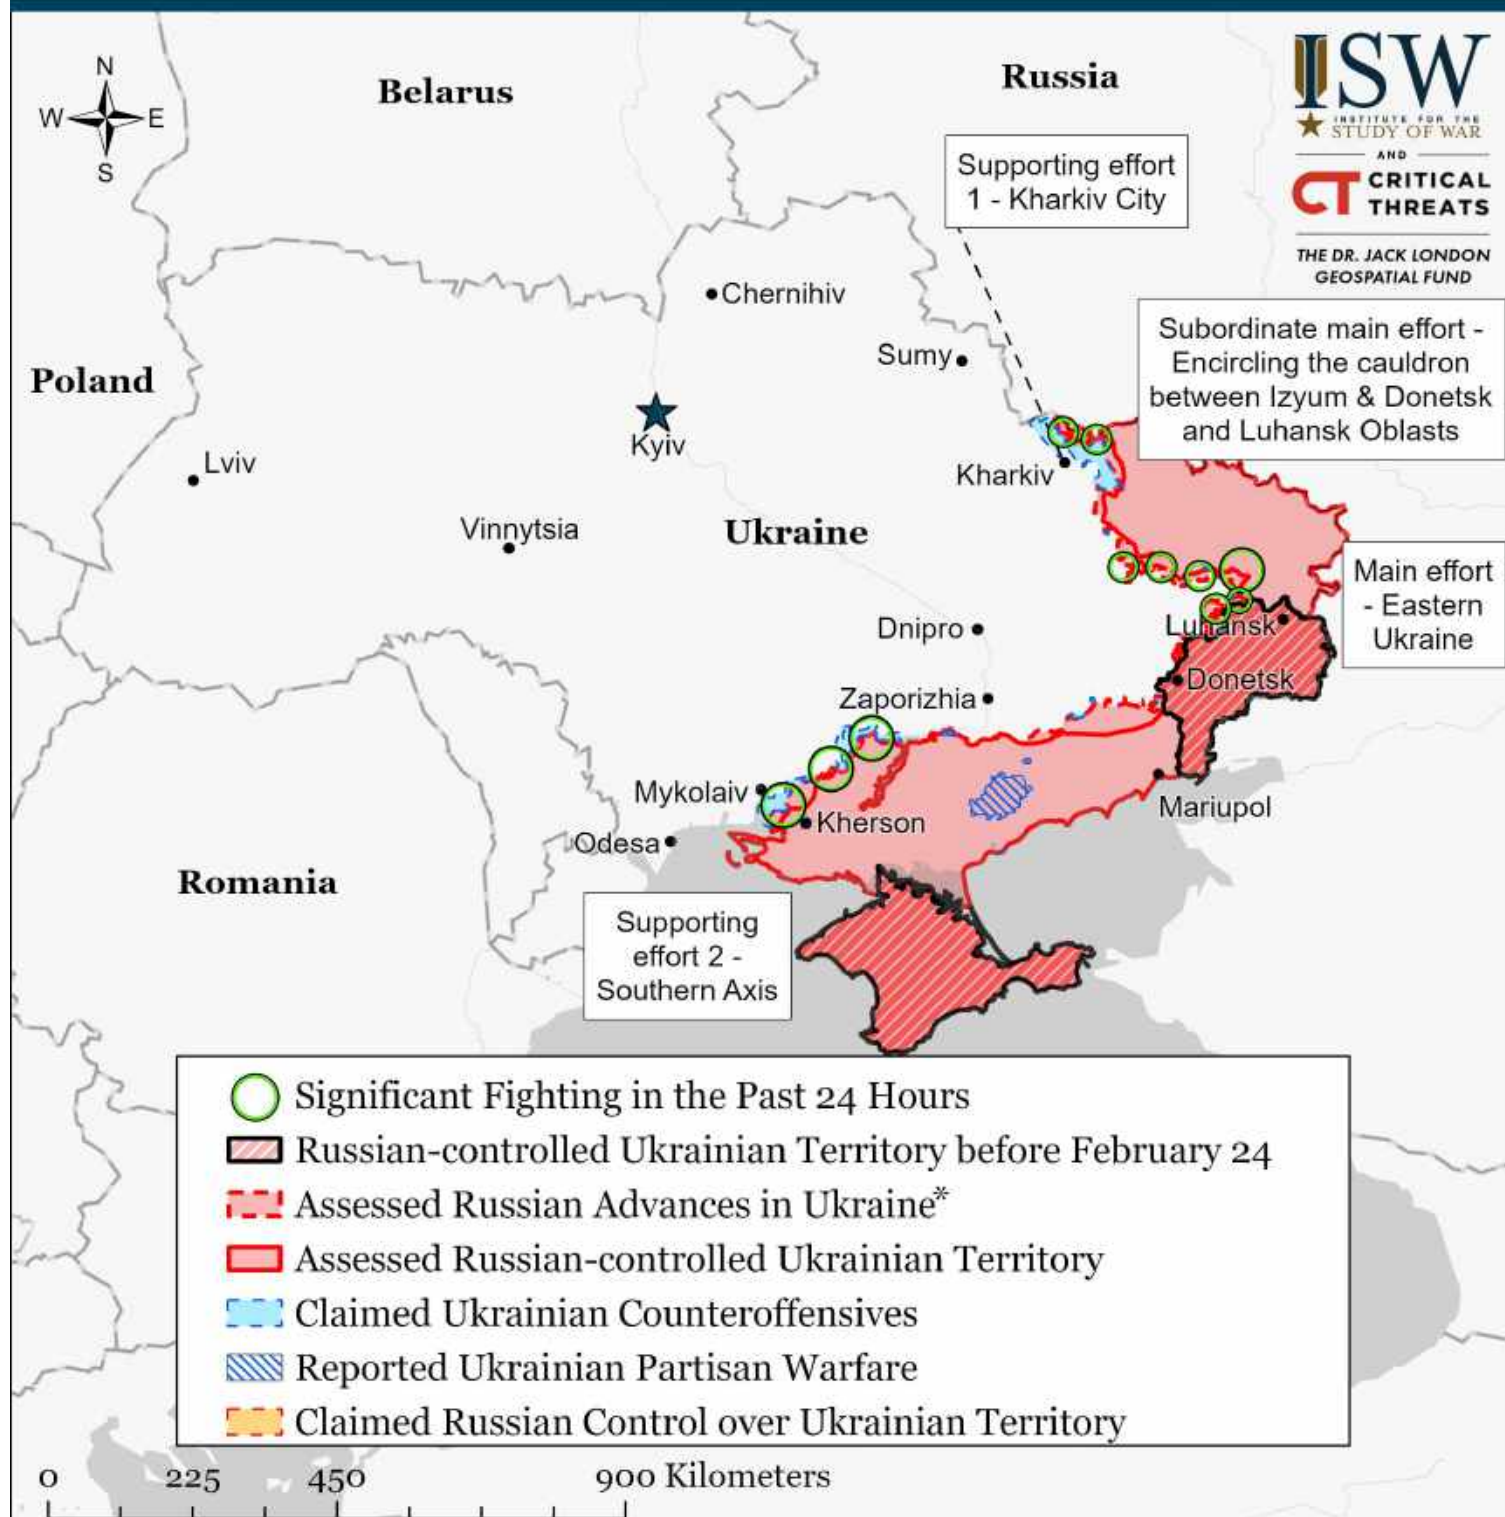 N
W E
S
Belarus
Russia
ISW
INSTITUTE FOR THE
STUDY OF WAR
AND
CT CRITICAL
THREATS
THE DR. JACK LONDON
GEOSPATIAL FUND
Supporting effort
1 - Kharkiv City
Chernihiv
Subordinate main effort -
Encircling the cauldron
between Izyum & Donetsk
and Luhansk Oblasts
Sumy
Poland
Kyiv
Lviv
Kharkiv
Vinnytsia
Ukraine
Main effort
- Eastern
Ukraine
Dnipro
Luhansk
Donetsk
Zaporizhia
Mykolaiv
Mariupol
Kherson
Odesa
Romania
Supporting
effort 2 -
Southern Axis
Significant Fighting in the Past 24 Hours
Russian-controlled Ukrainian Territory before February 24
Assessed Russian Advances in Ukraine*
Assessed Russian-controlled Ukrainian Territory
Claimed Ukrainian Counteroffensives
Reported Ukrainian Partisan Warfare
Claimed Russian Control over Ukrainian Territory
0 225 450 900 Kilometers